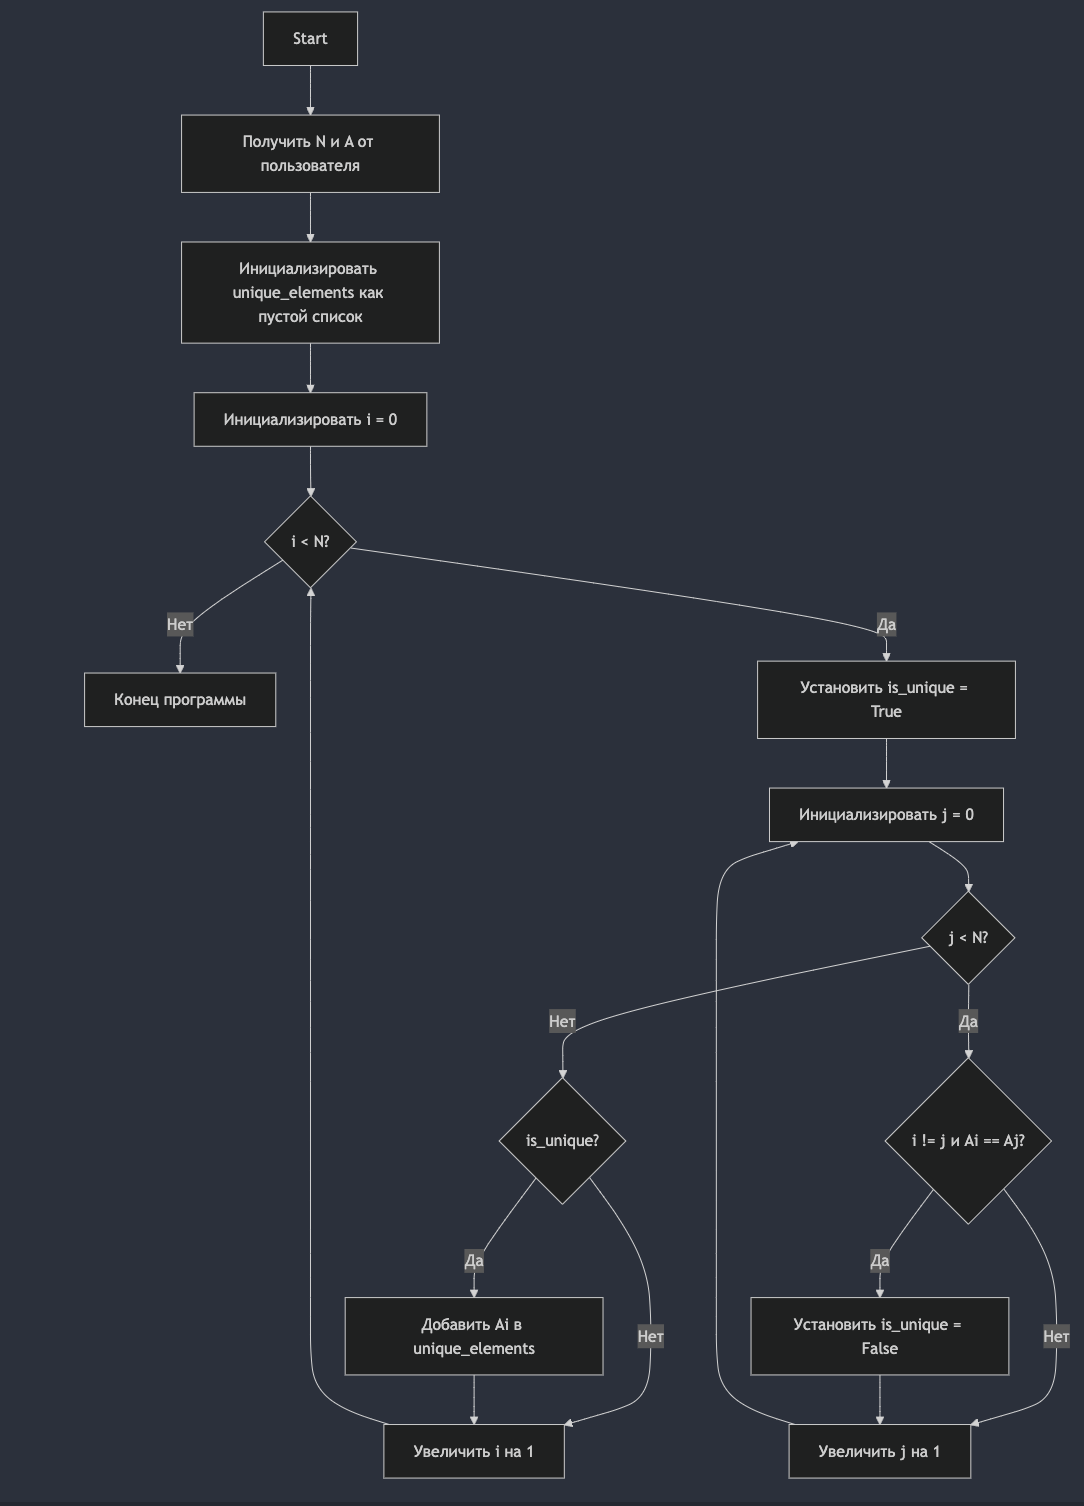 Start
Получить N и A от
пользователя
Инициализировать
unique_elements как
пустой список
Инициализировать i = 0
i < N?
Нет
Да
Конец программы
Установить is_unique =
True
Инициализировать j = 0
j < N?
Нет
Да
is_unique?
i != j и Ai == Aj?
Да
Да
Добавить Ai в
unique_elements
Нет
Установить is_unique =
False
Нет
Увеличить i на 1
Увеличить j на 1